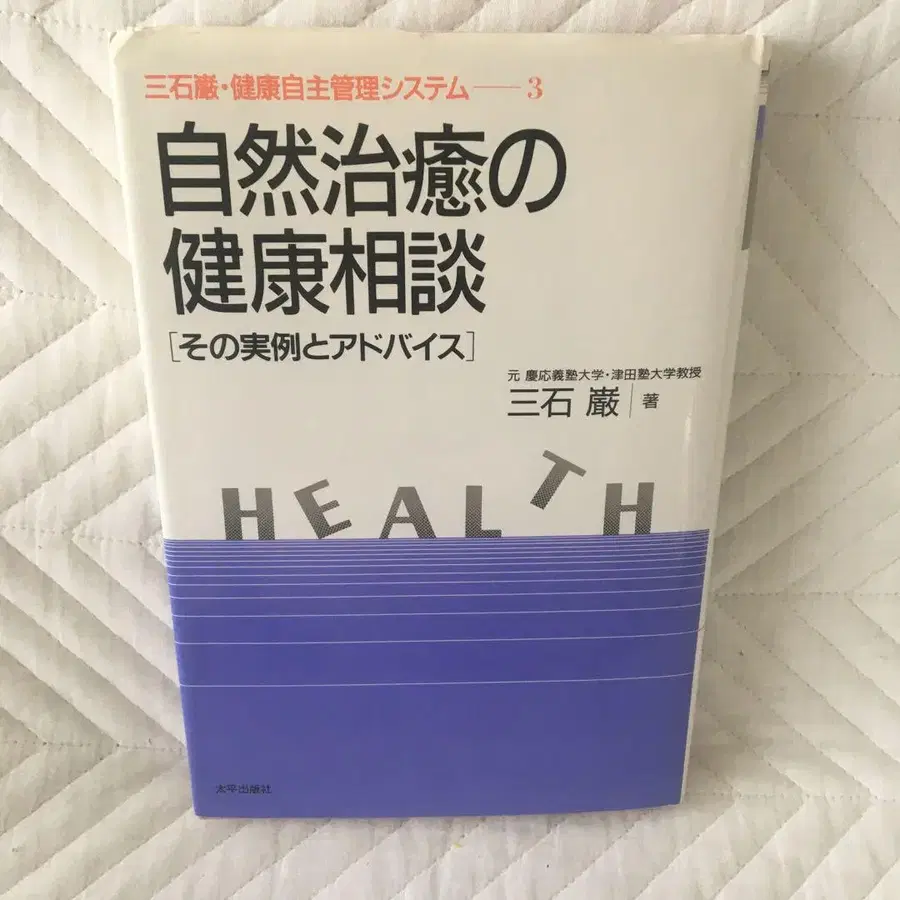 三石巌・健康自主管理システム──3
自然治癒の
健康相談
[その実例とアドバイス]
元 慶応義塾大学・津田塾大学教授
三石 巌|著
HEALTH
太平出版社